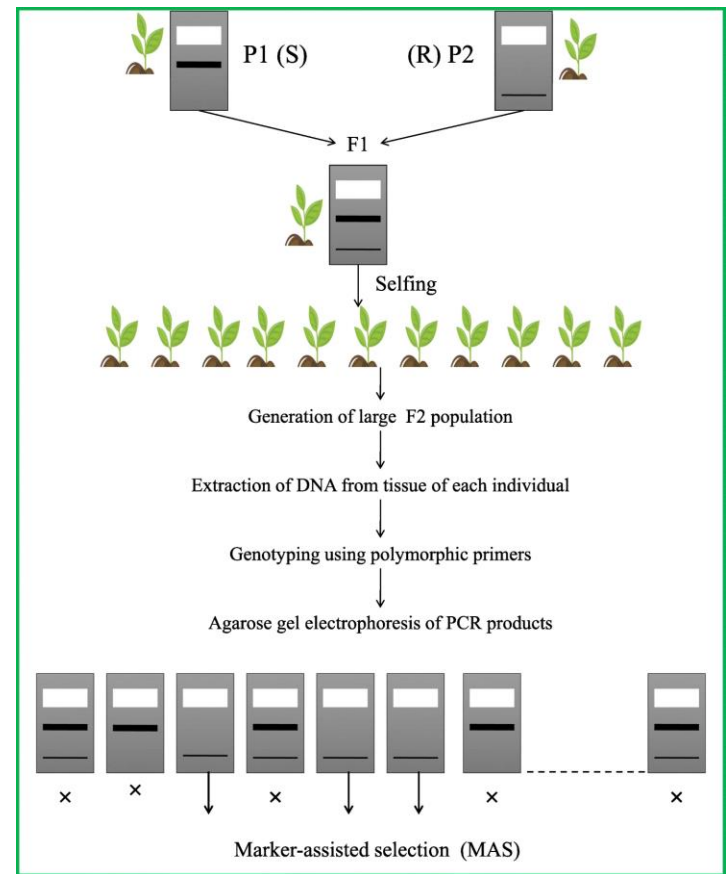 P1 (S) (R) P2
F1
Selfing
Generation of large F2 population
Extraction of DNA from tissue of each individual
Genotyping using polymorphic primers
Agarose gel electrophoresis of PCR products
× × × × ×
Marker-assisted selection (MAS)